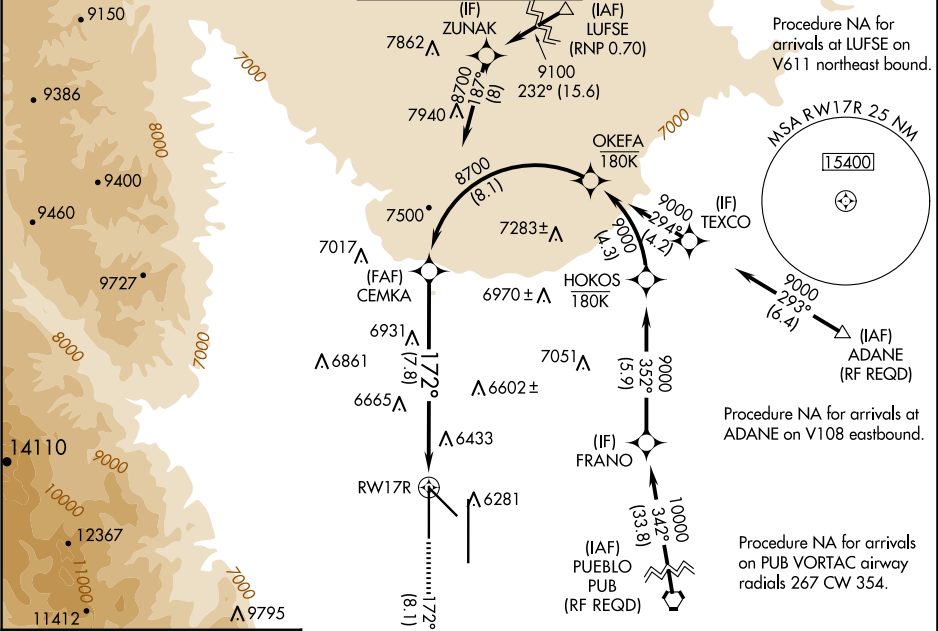 9150
9386
9400
9460
9727
7000
8000
7000
8000
14110
9000
10000
12367
11000
11412
7000
9795
(IF)
ZUNAK
7862
8700
187°
(8)
7940
(IAF)
LUFSE
(RNP 0.70)
9100
232° (15.6)
Procedure NA for
arrivals at LUFSE on
V611 northeast bound.
7000
MSA RW17R 25 NM
15400
OKEFA
180K
8700
(8.1)
7500
7283±
9000
(4.3)
9000
294°
(4.2)
(IF)
TEXCO
7017
(FAF)
CEMKA
6970±
HOKOS
180K
9000
293°
(6.4)
(IAF)
ADANE
(RF REQD)
6931
6861
172°
(7.8)
7051
9000
352°
(5.9)
6665
6602±
6433
Procedure NA for arrivals at
ADANE on V108 eastbound.
(IF)
FRANO
RW17R
6281
10000
342°
(33.8)
(IAF)
PUEBLO
PUB
(RF REQD)
Procedure NA for arrivals
on PUB VORTAC airway
radials 267 CW 354.
172°
(8.1)